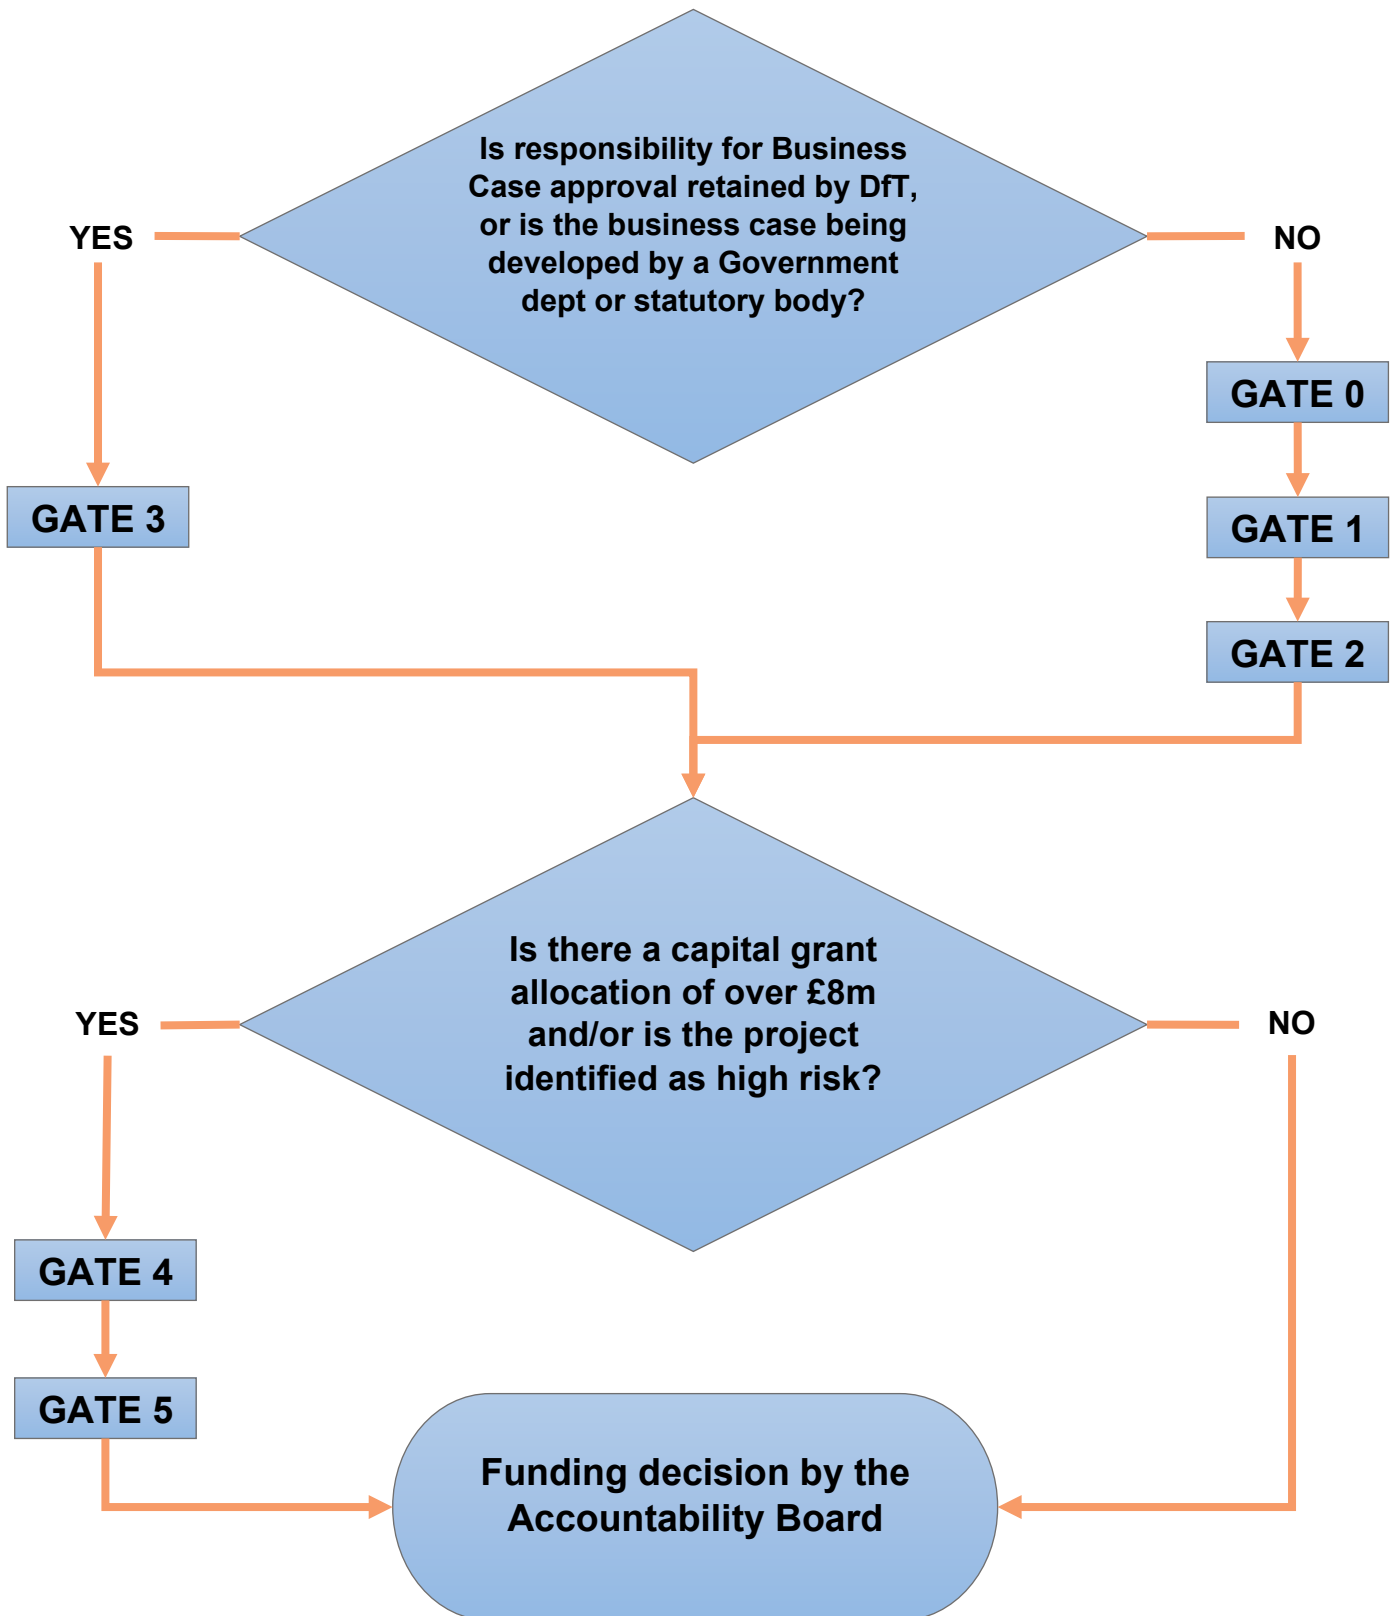 Is responsibility for Business
Case approval retained by DfT,
or is the business case being
developed by a Government
dept or statutory body?
YES
NO
GATE 0
GATE 3
GATE 1
GATE 2
Is there a capital grant
allocation of over £8m
and/or is the project
identified as high risk?
YES
NO
GATE 4
GATE 5
Funding decision by the
Accountability Board